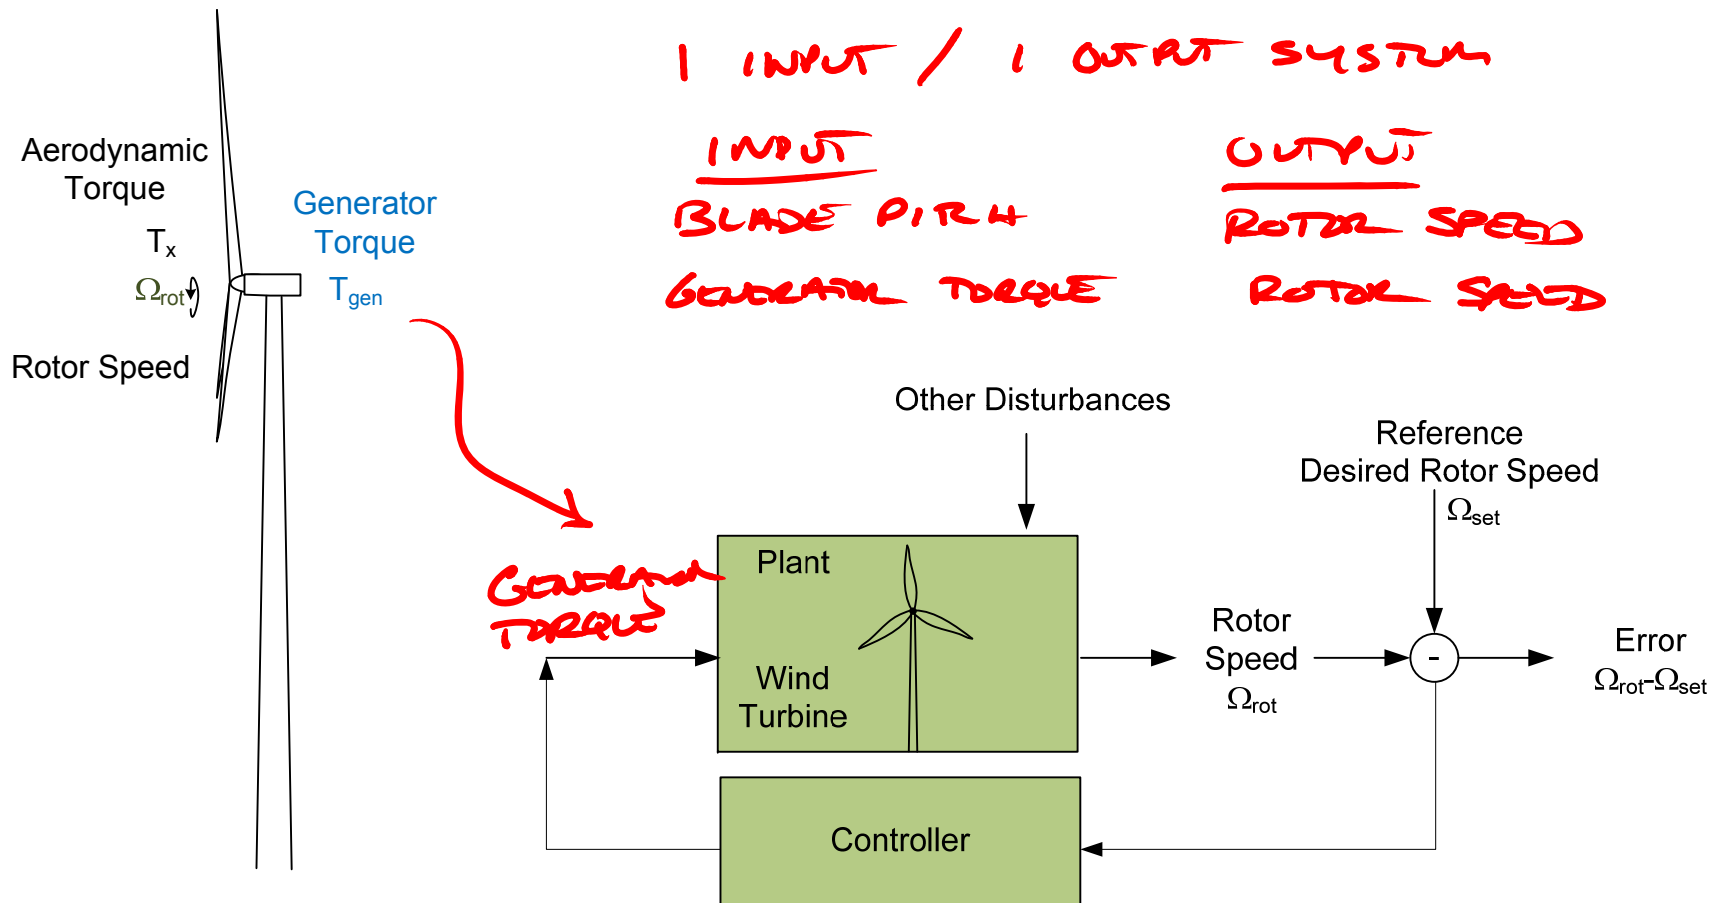 1 INPUT / 1 OUTPUT SYSTEM
INPUT
OUTPUT
BLADE PITCH
ROTOR SPEED
GENERATOR TORQUE
ROTOR SPEED
Aerodynamic
Torque
Tx
Ωrot
Rotor Speed
Generator
Torque
Tgen
Other Disturbances
Reference
Desired Rotor Speed
Ωset
GENERATOR
TORQUE
Plant
Wind
Turbine
Rotor
Speed
Ωrot
-
Error
Ωrot-Ωset
Controller